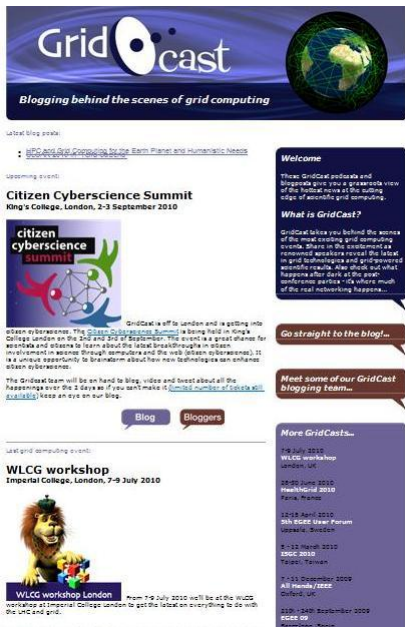 Grid cast
Blogging behind the scenes of grid computing
Latest blog posts:
HPC and Grid Computing for the Earth Planet and Humanistic Needs
Upcoming event:
Citizen Cyberscience Summit
King's College, London, 2-3 September 2010
citizen
cyberscience
summit
GridCast is off to London and is getting into
citizen cyberscience. The Citizen Cyberscience Summit is being held in King's
College London on the 2nd and 3rd of September. The event is a great chance for
scientists and citizens to learn about the latest breakthroughs in citizen
involvement in science through computers and the web (citizen cyberscience). It
is a unique opportunity to brainstorm about how new technologies can enhance
citizen cyberscience.
The Gridcast team will be on hand to blog, video and tweet about all the
happenings over the 2 days so if you can't make it (limited number of tickets still
available) keep an eye on our blog.
Blog
Bloggers
Last grid computing event:
WLCG workshop
Imperial College, London, 7-9 July 2010
WLCG workshop London
From 7-9 July 2010 we'll be at the WLCG
workshop at Imperial College London to get the latest on everything to do with
the LHC and grid.
Welcome
These GridCast podcasts and
blogposts give you a grassroots view
of the hottest news at the cutting
edge of scientific grid computing.
What is GridCast?
GridCast takes you behind the scenes
of the most exciting grid computing
events. Share in the excitement as
renowned speakers reveal the latest
in grid technologies and grid-powered
scientific results. Also check out what
happens after dark at the post-
conference parties - it's where much
of the real networking happens...
Go straight to the blog!...
Meet some of our GridCast
blogging team...
More GridCasts...
7-9 July 2010
WLCG workshop
London, UK
28-30 June 2010
HealthGrid 2010
Paris, France
12-15 April 2010
5th EGEE User Forum
Uppsala, Sweden
5 - 12 March 2010
ISGC 2010
Taipei, Taiwan
7 - 11 December 2009
All Hands/IEEE
Oxford, UK
21th - 24th September 2009
EGEE 09
Barcelona, Spain